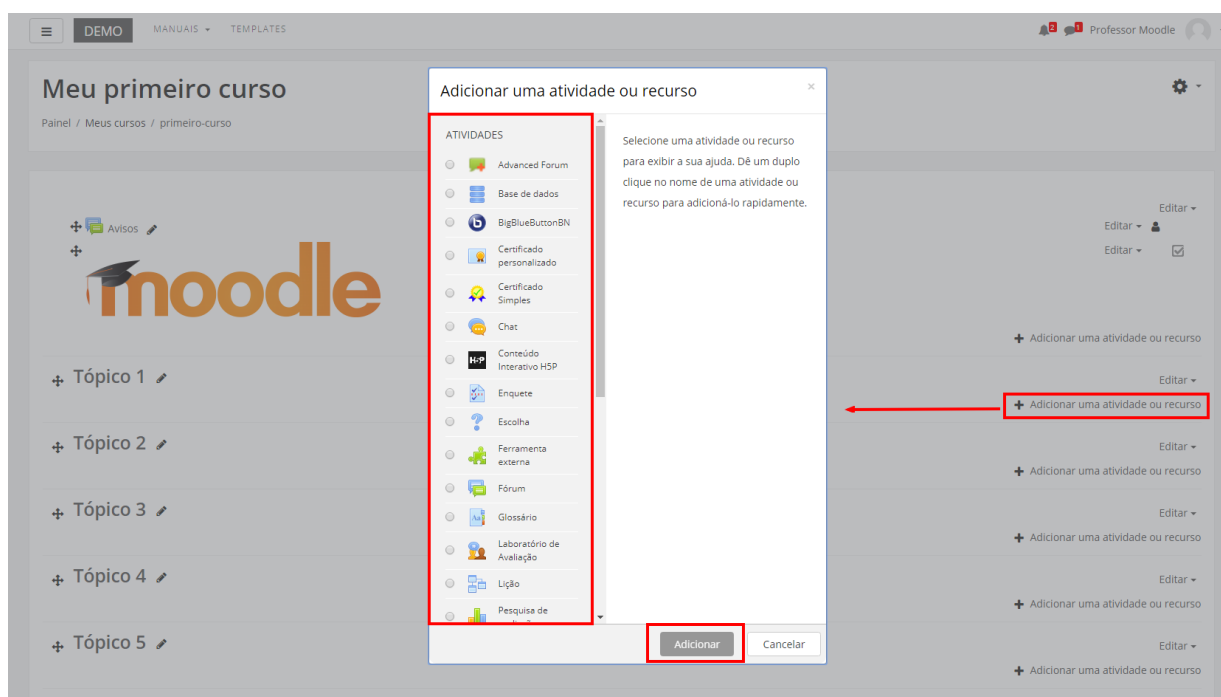 DEMO MANUAIS TEMPLATES 2 1 Professor Moodle
Meu primeiro curso
Painel / Meus cursos / primeiro-curso
Adicionar uma atividade ou recurso ×
ATIVIDADES
Advanced Forum
Base de dados
BigBlueButtonBN
Certificado
personalizado
Certificado
Simples
Chat
H-P
Conteúdo
Interativo H5P
Enquete
Escolha
Ferramenta
externa
Fórum
Glossário
Laboratório de
Avaliação
Lição
Pesquisa de
Selecione uma atividade ou recurso
para exibir a sua ajuda. Dê um duplo
clique no nome de uma atividade ou
recurso para adicioná-lo rapidamente.
Adicionar Cancelar
Editar
Avisos Editar
Editar
moodle
Adicionar uma atividade ou recurso
Tópico 1 Editar
Adicionar uma atividade ou recurso
Tópico 2 Editar
Adicionar uma atividade ou recurso
Tópico 3 Editar
Adicionar uma atividade ou recurso
Tópico 4 Editar
Adicionar uma atividade ou recurso
Tópico 5 Editar
Adicionar uma atividade ou recurso